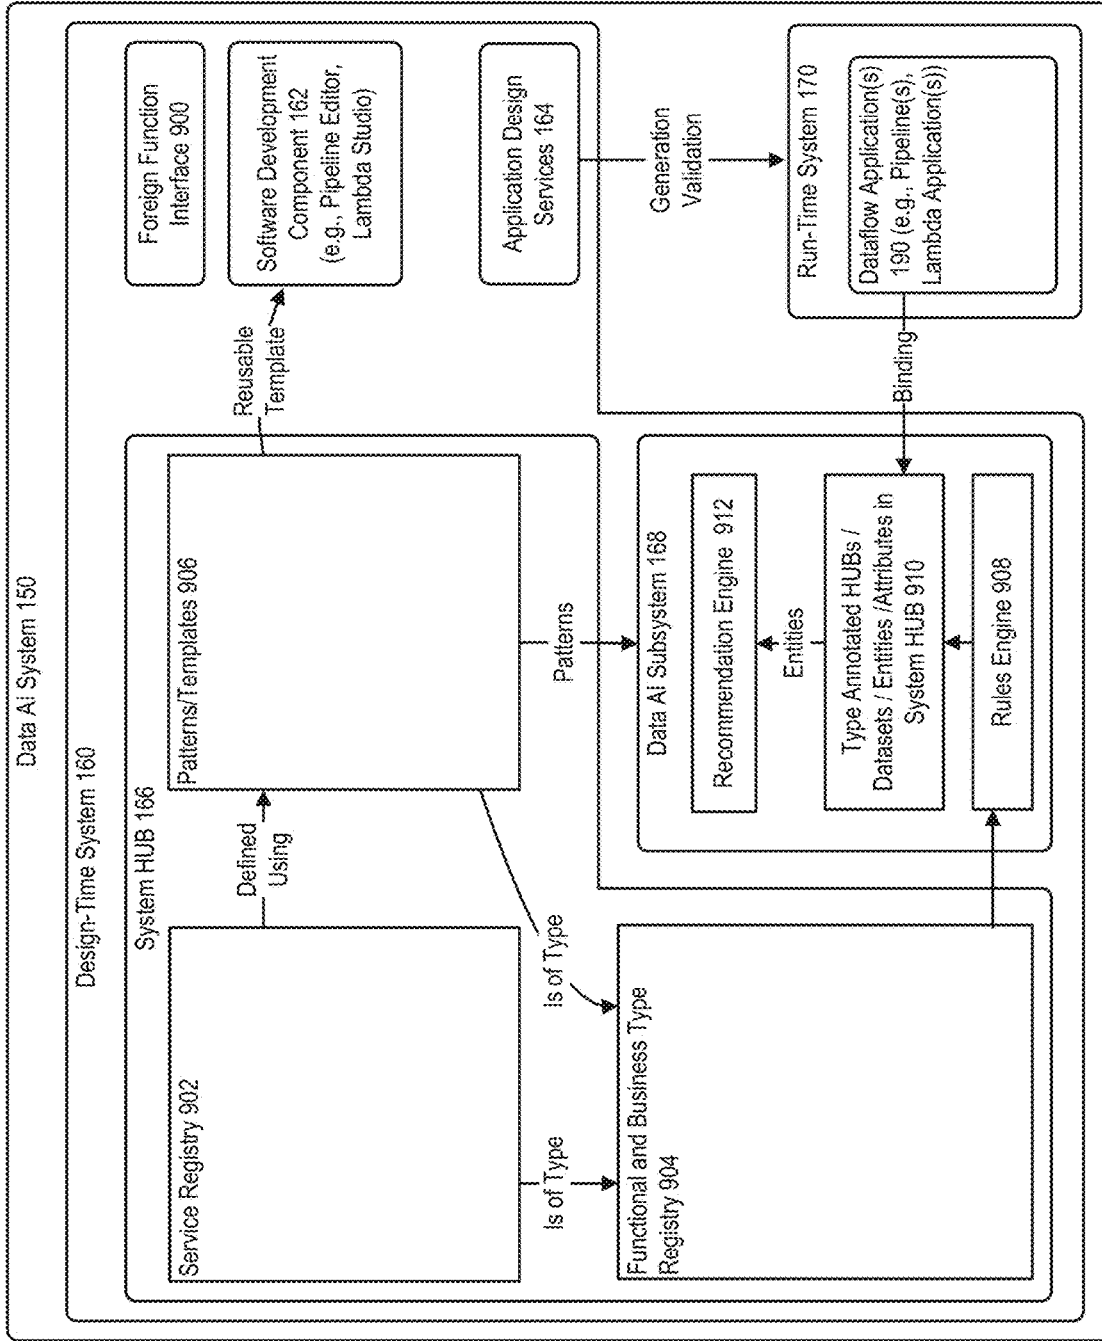 Data AI System 150
Design-Time System 160
System HUB 166
Service Registry 902
Defined
Using
Patterns/Templates 906
Reusable
Template
Foreign Function
Interface 900
Software Development
Component 162
(e.g., Pipeline Editor,
Lambda Studio)
Application Design
Services 164
Is of Type
Is of Type
Patterns
Generation
Validation
Functional and Business Type
Registry 904
Data AI Subsystem 168
Recommendation Engine 912
Entities
Type Annotated HUBs /
Datasets / Entities /Attributes in
System HUB 910
Rules Engine 908
Binding
Run-Time System 170
Dataflow Application(s)
190 (e.g., Pipeline(s),
Lambda Application(s))